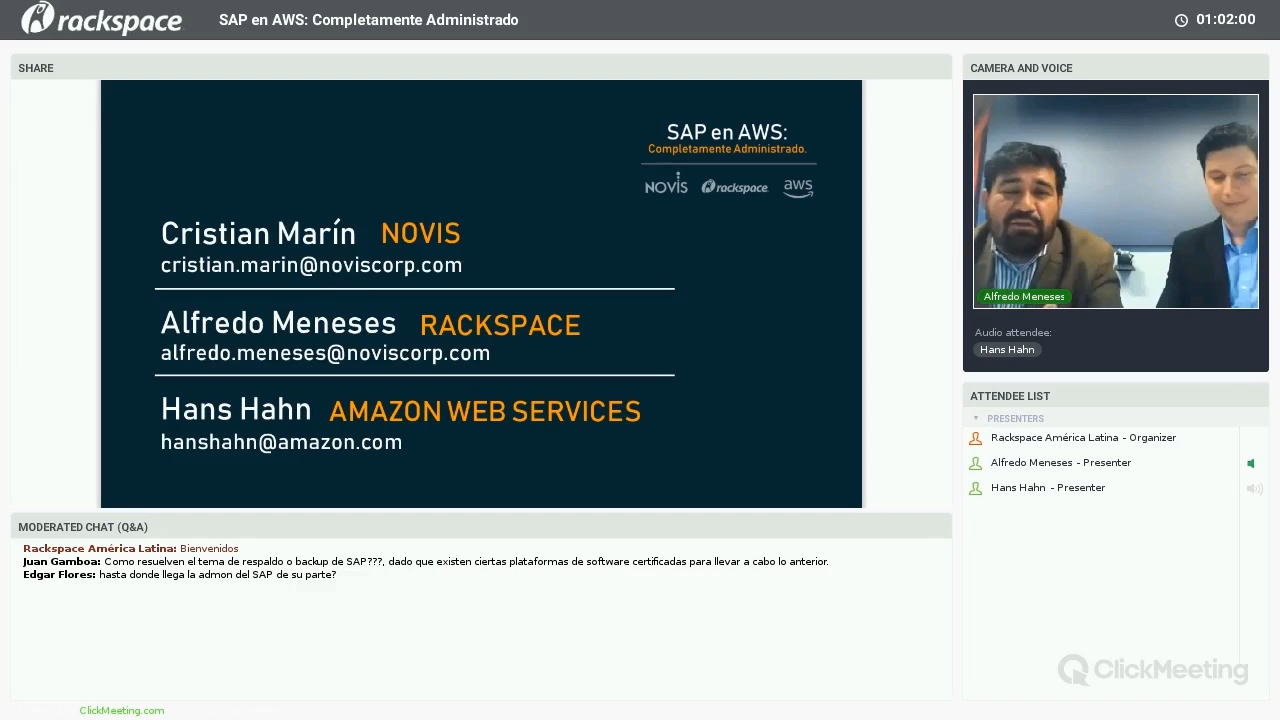 rackspace
SAP en AWS: Completamente Administrado
01:02:00
SHARE
SAP en AWS:
Completamente Administrado.
NOVIS rackspace aws
Cristian Marín NOVIS
cristian.marin@noviscorp.com
Alfredo Meneses RACKSPACE
alfredo.meneses@noviscorp.com
Hans Hahn AMAZON WEB SERVICES
hanshahn@amazon.com
MODERATED CHAT (Q&A)
Rackspace América Latina: Bienvenidos
Juan Gamboa: Como resuelven el tema de respaldo o backup de SAP???, dado que existen ciertas plataformas de software certificadas para llevar a cabo lo anterior.
Edgar Flores: hasta donde llega la admon del SAP de su parte?
CAMERA AND VOICE
Alfredo Meneses
Audio attendee:
Hans Hahn
ATTENDEE LIST
PRESENTERS
Rackspace América Latina - Organizer
Alfredo Meneses - Presenter
Hans Hahn - Presenter
ClickMeeting
ClickMeeting.com